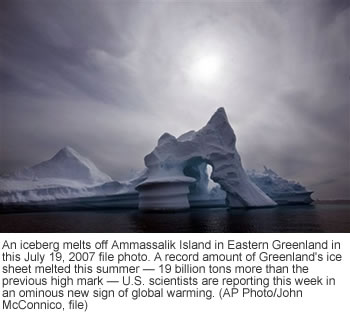 An iceberg melts off Ammassalik Island in Eastern Greenland in
this July 19, 2007 file photo. A record amount of Greenland's ice
sheet melted this summer — 19 billion tons more than the
previous high mark — U.S. scientists are reporting this week in
an ominous new sign of global warming. (AP Photo/John
McConnico, file)